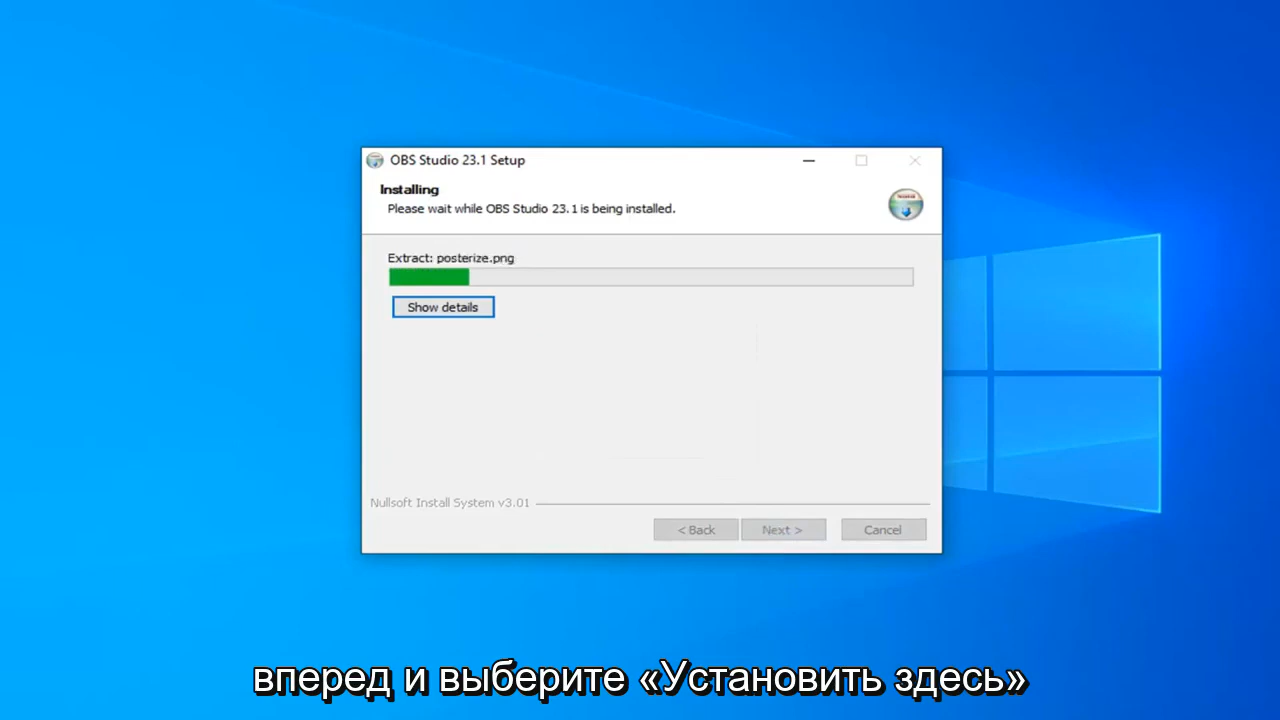 OBS Studio 23.1 Setup
Installing
Please wait while OBS Studio 23.1 is being installed.
Extract: posterize.png
Show details
Nullsoft Install System v3.01
< Back Next > Cancel
вперед и выберите «Установить здесь»